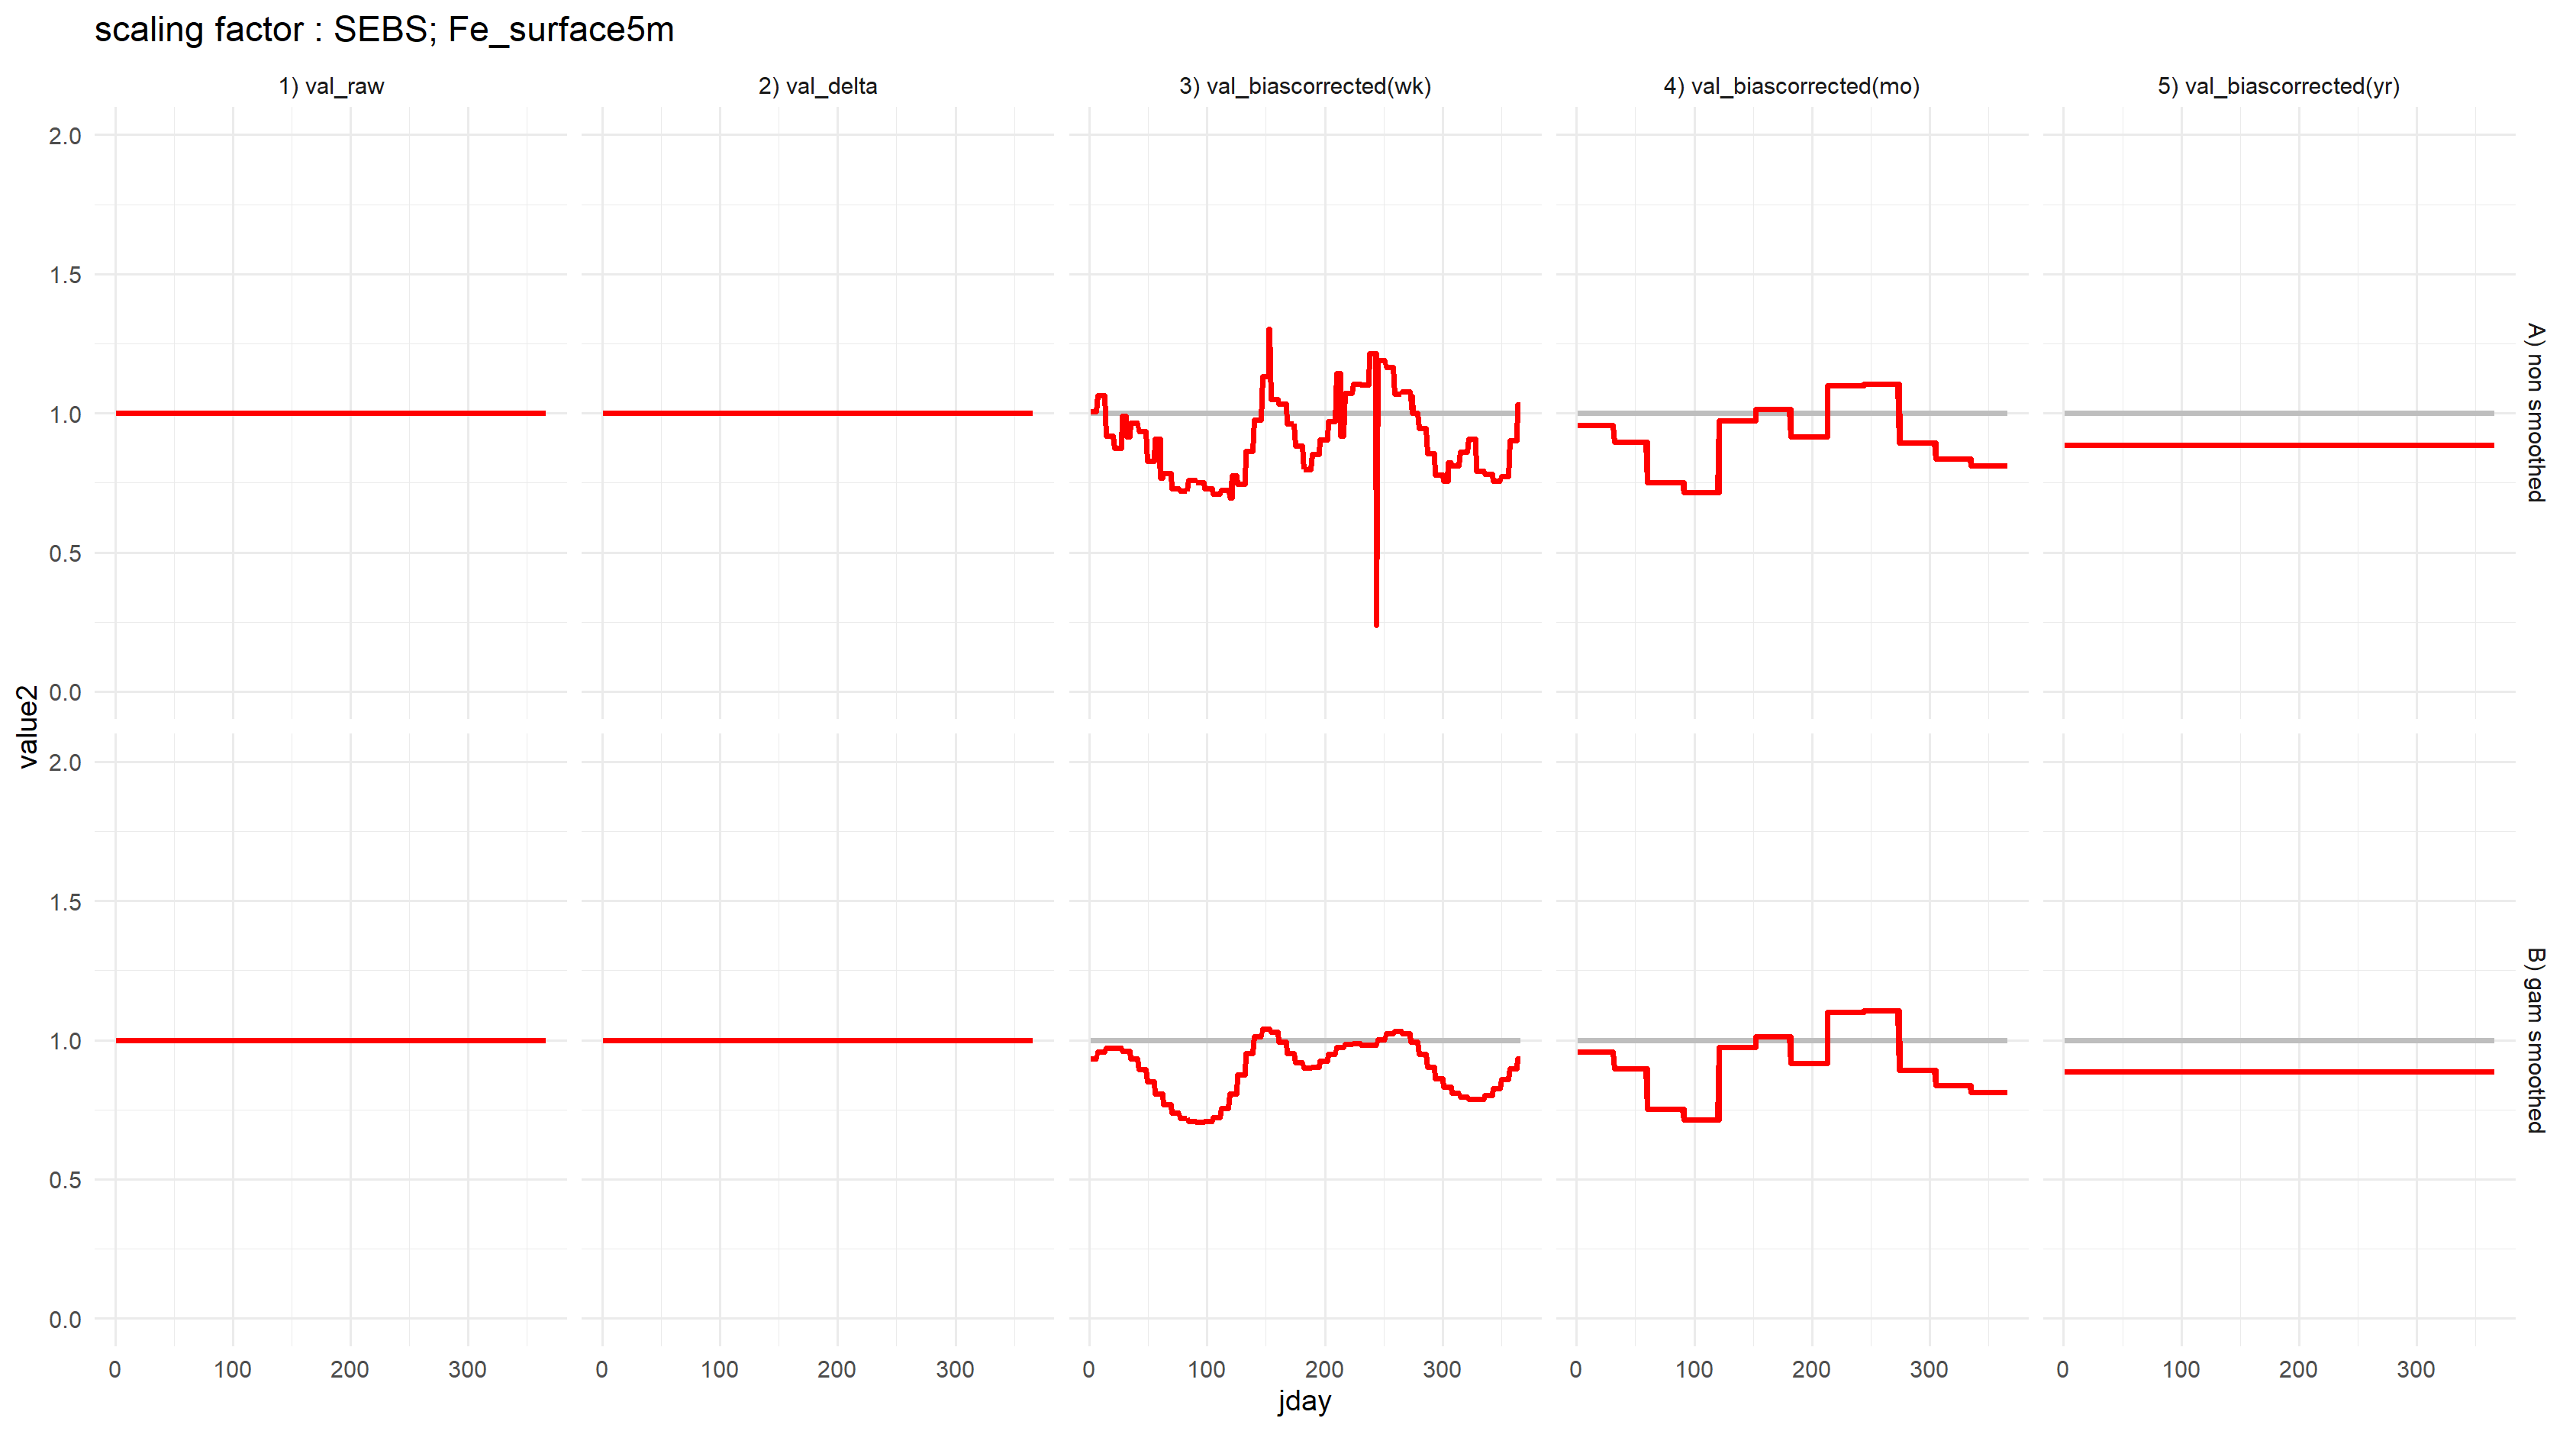 scaling factor : SEBS; Fe_surface5m
1) val_raw
2) val_delta
3) val_biascorrected(wk)
4) val_biascorrected(mo)
5) val_biascorrected(yr)
2.0
1.5
1.0
0.5
0.0
A) non smoothed
value2
2.0
1.5
1.0
0.5
0.0
B) gam smoothed
0 100 200 300
0 100 200 300
0 100 200 300
0 100 200 300
0 100 200 300
jday